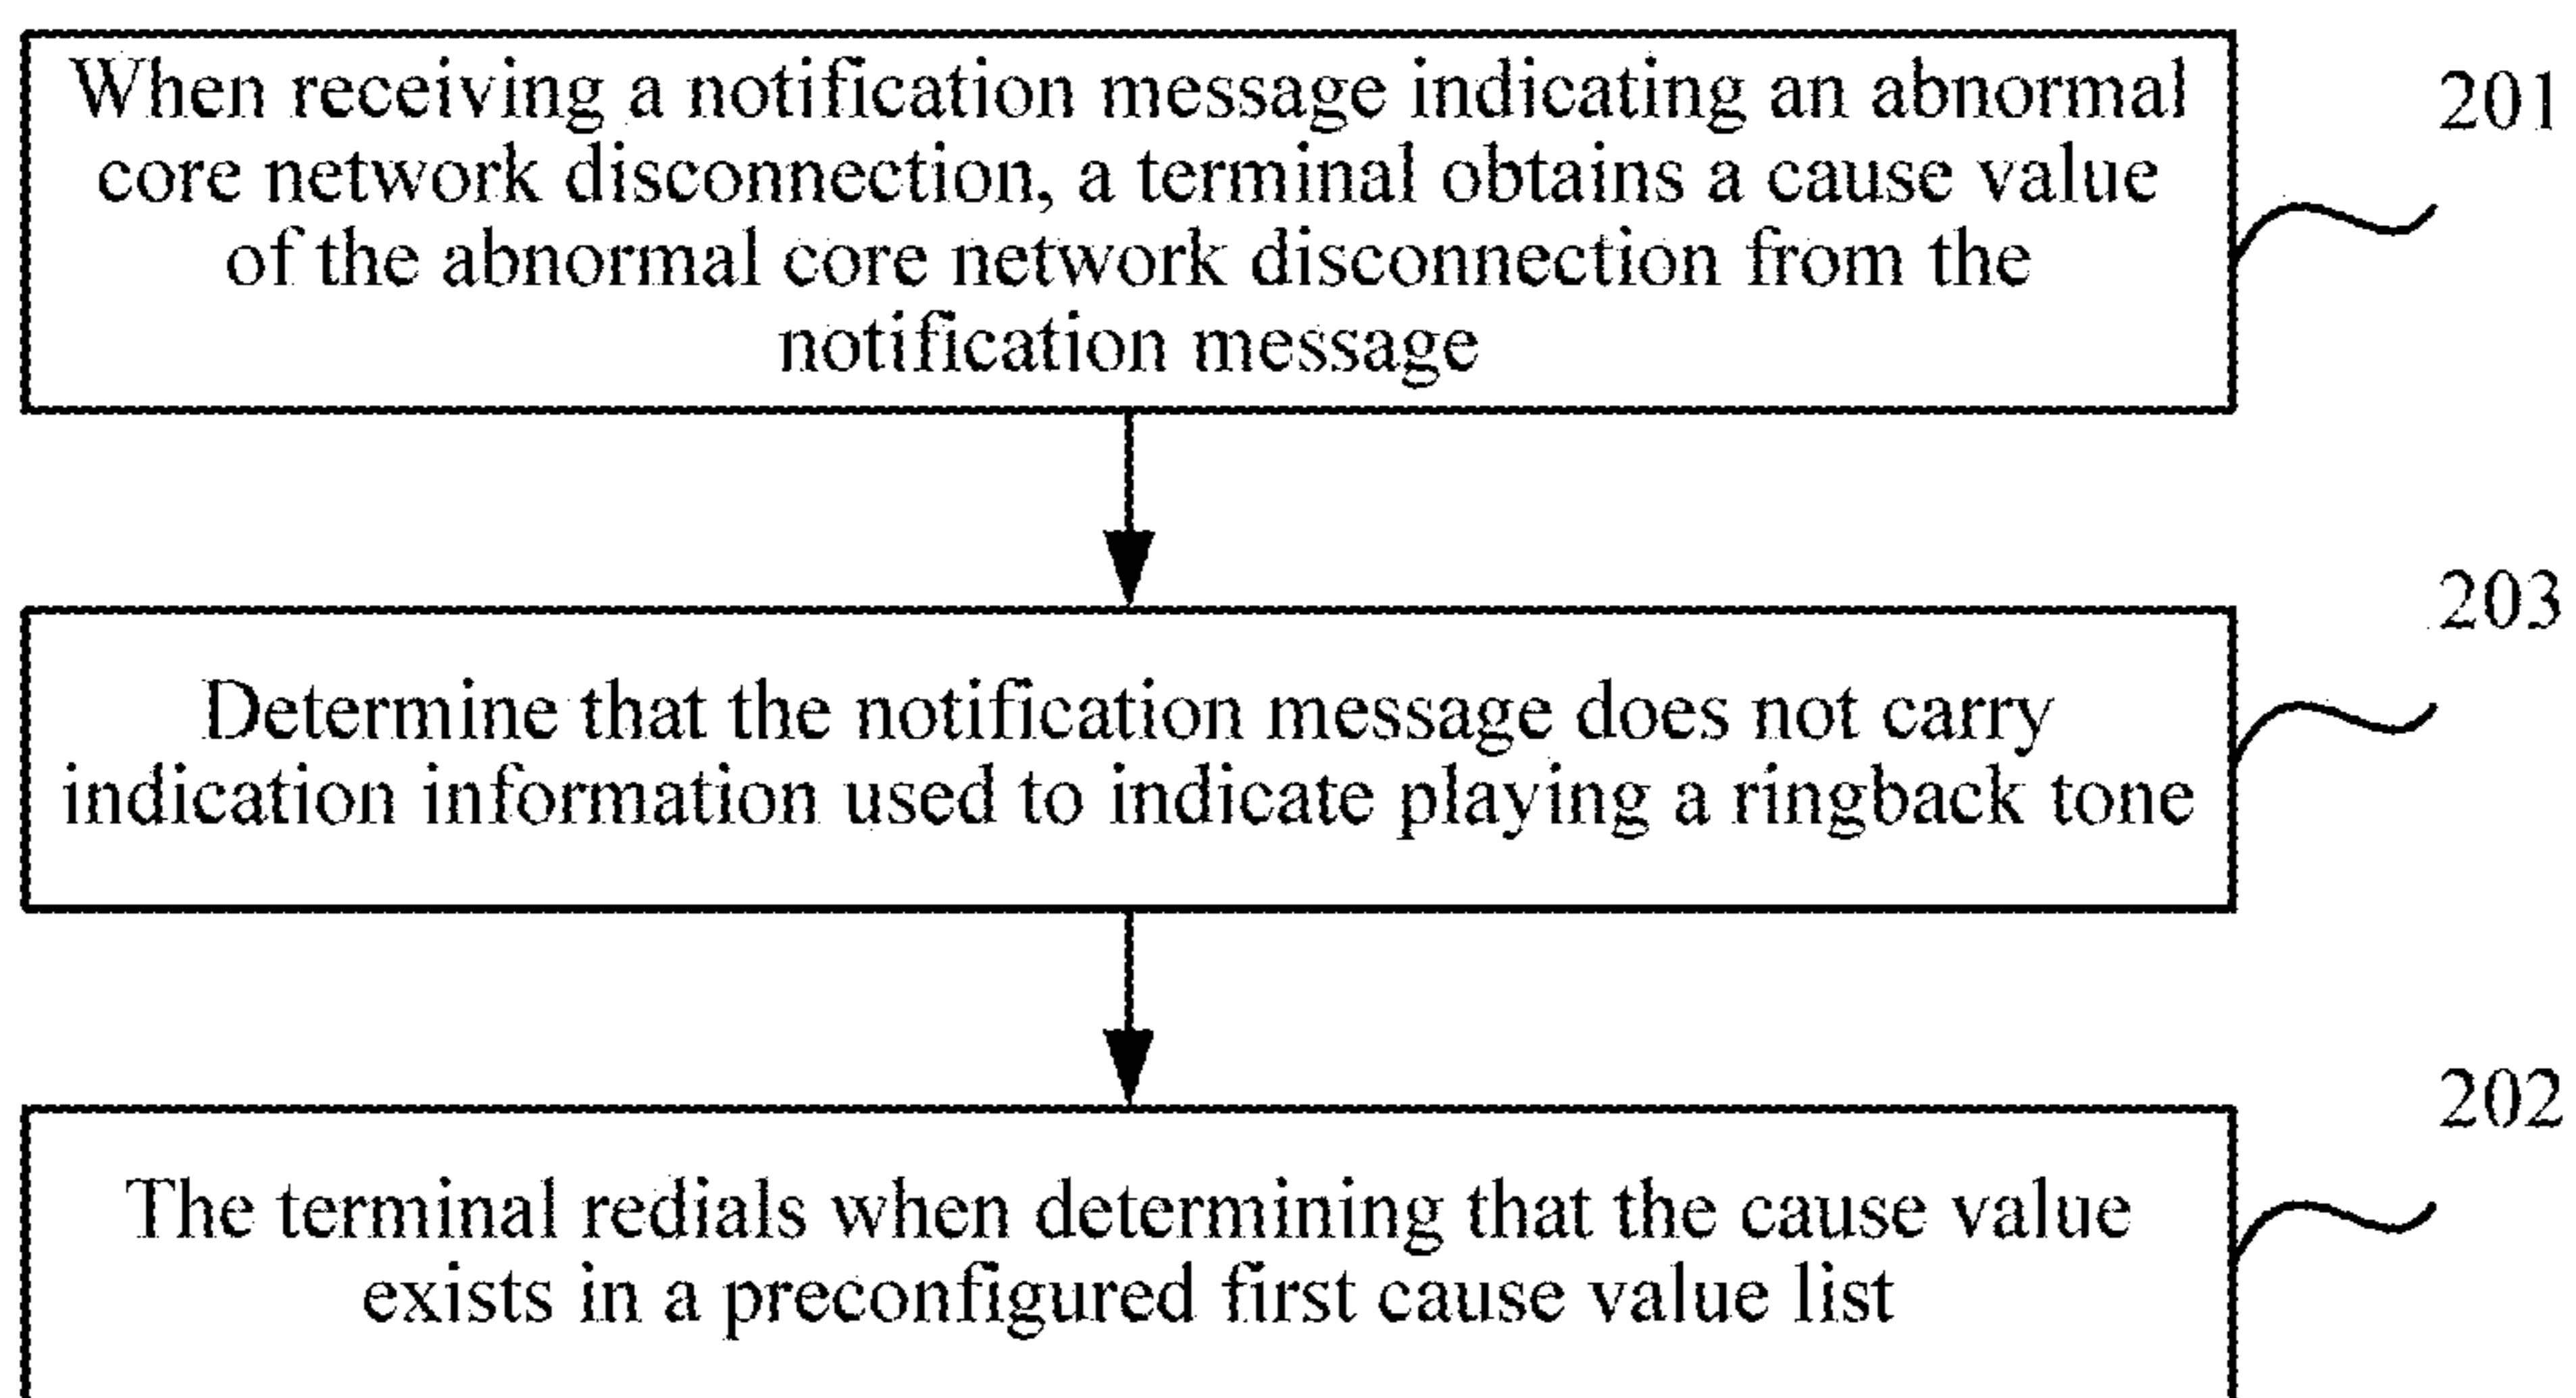 When receiving a notification message indicating an abnormal
core network disconnection, a terminal obtains a cause value
of the abnormal core network disconnection from the
notification message
201
Determine that the notification message does not carry
indication information used to indicate playing a ringback tone
203
The terminal redials when determining that the cause value
exists in a preconfigured first cause value list
202